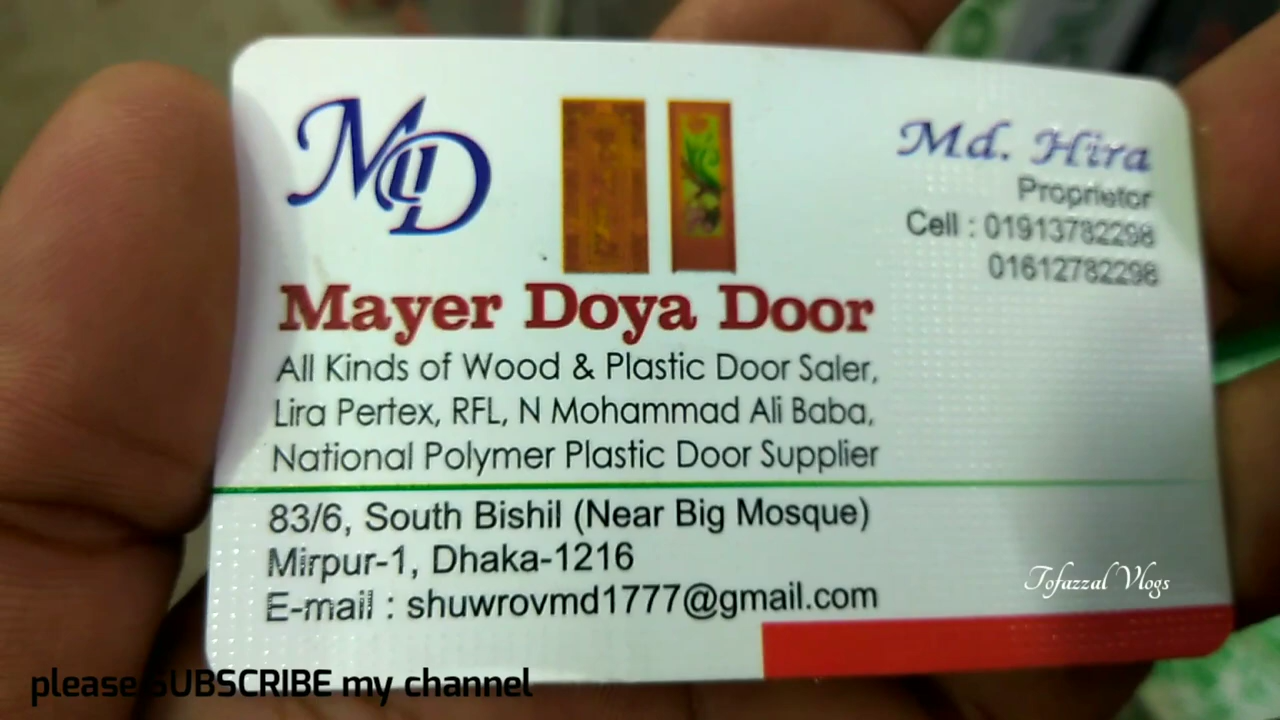 MD
Md. Hira
Proprietor
Cell : 01913782298
01612782298
Mayer Doya Door
All Kinds of Wood & Plastic Door Saler,
Lira Pertex, RFL, N Mohammad Ali Baba,
National Polymer Plastic Door Supplier
83/6, South Bishil (Near Big Mosque)
Mirpur-1, Dhaka-1216
E-mail : shuwrovmd1777@gmail.com
Tofazzal Vlogs
please SUBSCRIBE my channel